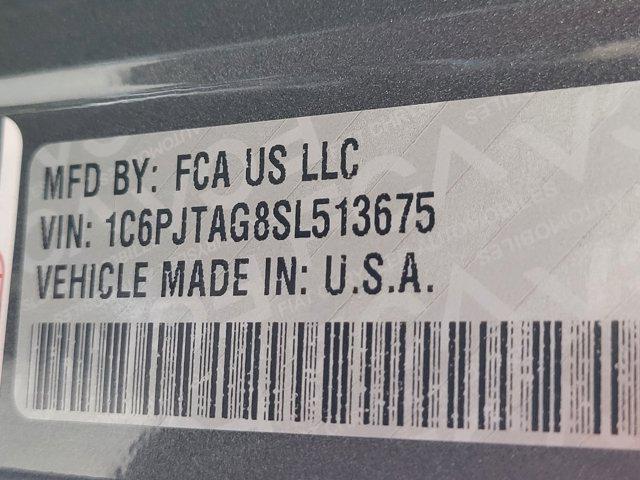 MFD BY: FCA US LLC
VIN: 1C6PJTAG8SL513675
VEHICLE MADE IN: U.S.A.